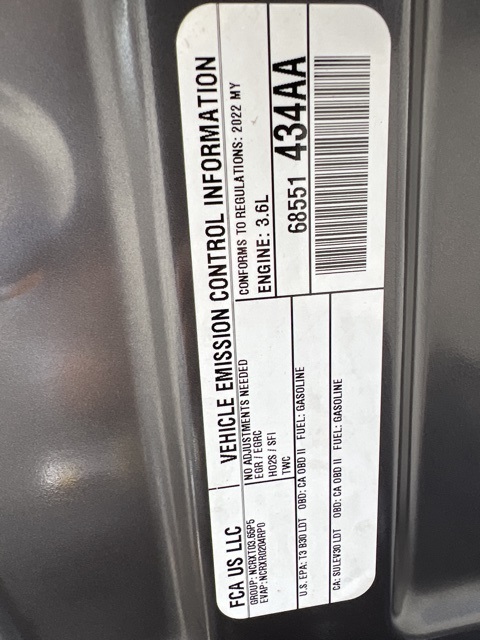 FCA US LLC
VEHICLE EMISSION CONTROL INFORMATION
GROUP: NCRXT03.65P5
EVAP: NCRXR0204RP0
NO ADJUSTMENTS NEEDED
EGR / EGRC
HO2S / SFI
TWC
CONFORMS TO REGULATIONS: 2022 MY
ENGINE: 3.6L
U.S. EPA: T3 B30 LDT OBD: CA OBD II FUEL: GASOLINE
CA: SULEV30 LDT OBD: CA OBD II FUEL: GASOLINE
68551 434AA